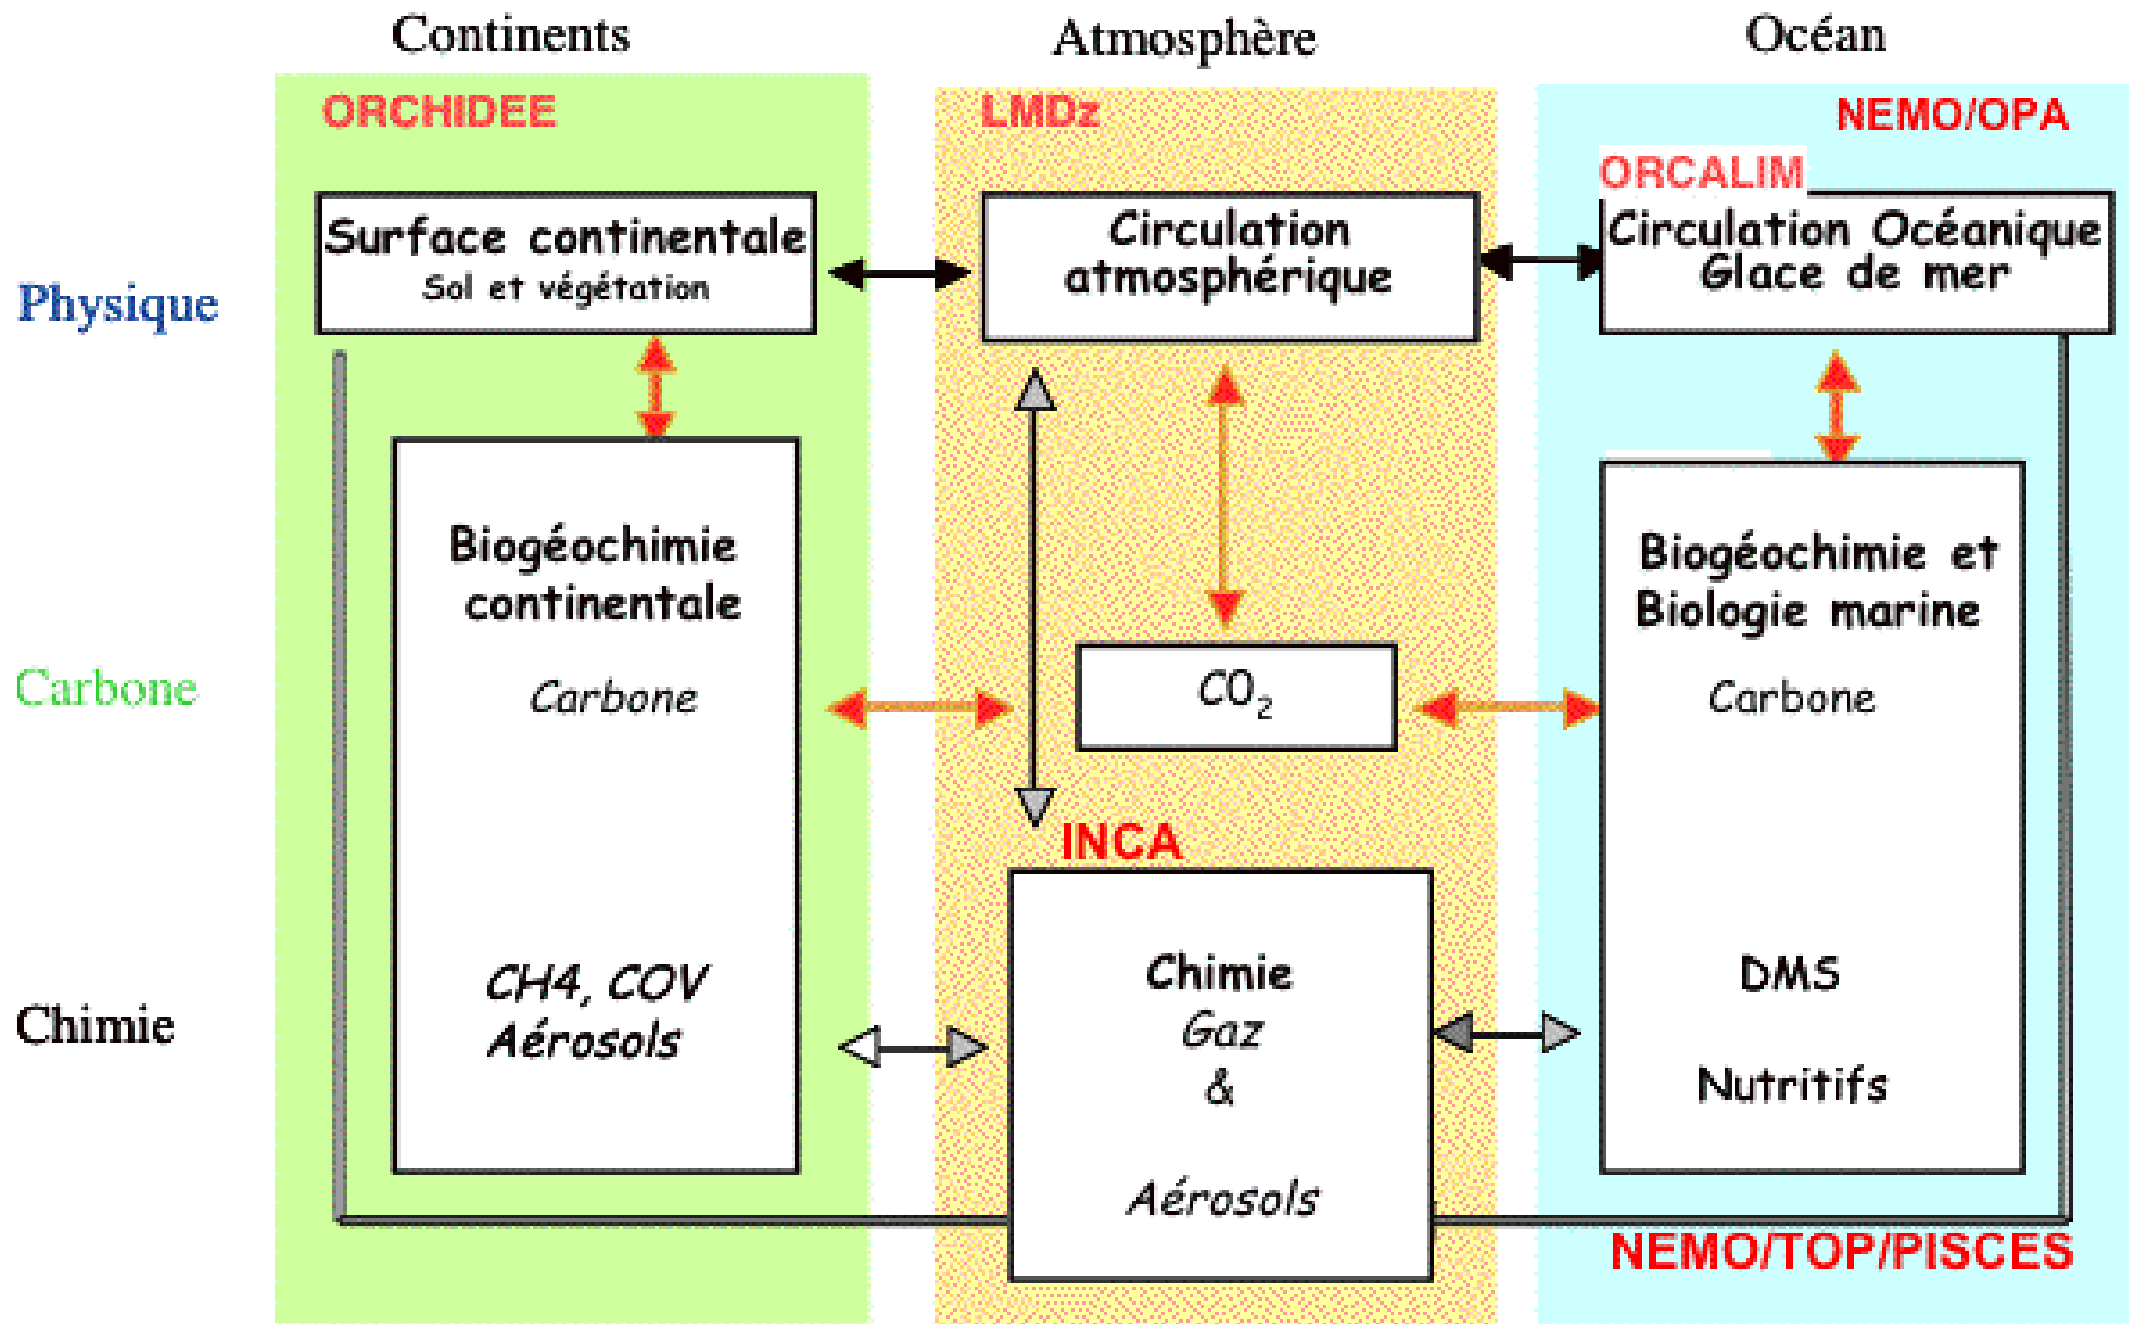 Continents
Atmosphère
Océan
ORCHIDEE
LMDz
NEMO/OPA
ORCALIM
Physique
Surface continentale
Sol et végétation
Circulation
atmosphérique
Circulation Océanique
Glace de mer
Carbone
Biogéochimie
continentale
Carbone
CO₂
Biogéochimie et
Biologie marine
Carbone
INCA
Chimie
CH4, COV
Aérosols
Chimie
Gaz
&
Aérosols
DMS
Nutritifs
NEMO/TOP/PISCES